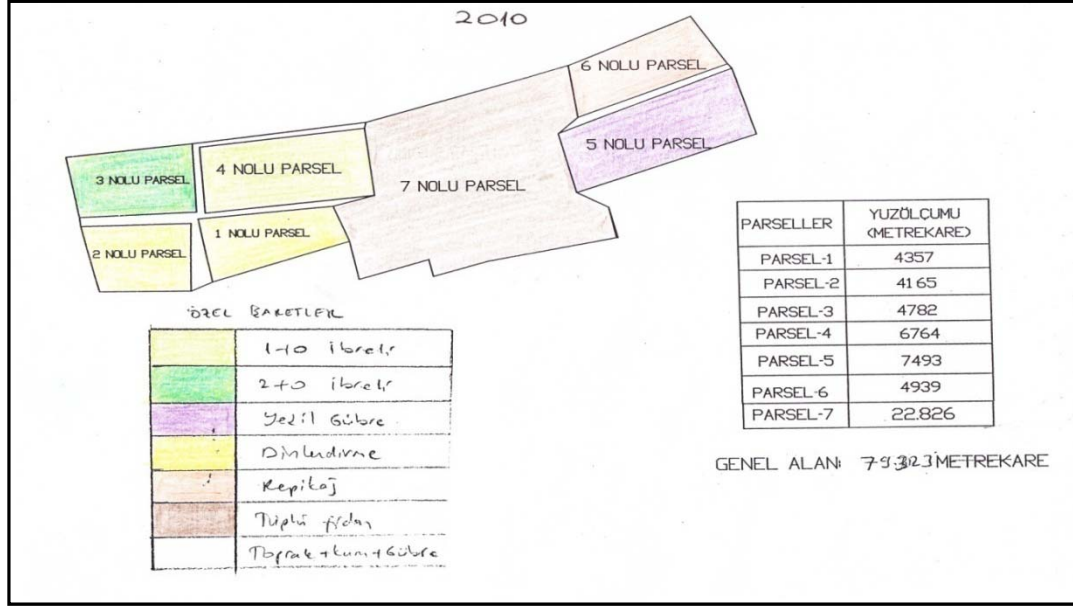 2010
6 NOLU PARSEL
5 NOLU PARSEL
4 NOLU PARSEL
3 NOLU PARSEL
7 NOLU PARSEL
1 NOLU PARSEL
2 NOLU PARSEL
ÖZEL
1+0 İbreli
2+0 İbreli
Yeşil Gübre
Dinlendirme
Repikaj
Tüplü fidan
Toprak+kum+Gübre
PARSELLER YUZÖLÇUMU
(METREKARE)
PARSEL-1 4357
PARSEL-2 4165
PARSEL-3 4782
PARSEL-4 6764
PARSEL-5 7493
PARSEL-6 4939
PARSEL-7 22.826
GENEL ALAN: METREKARE